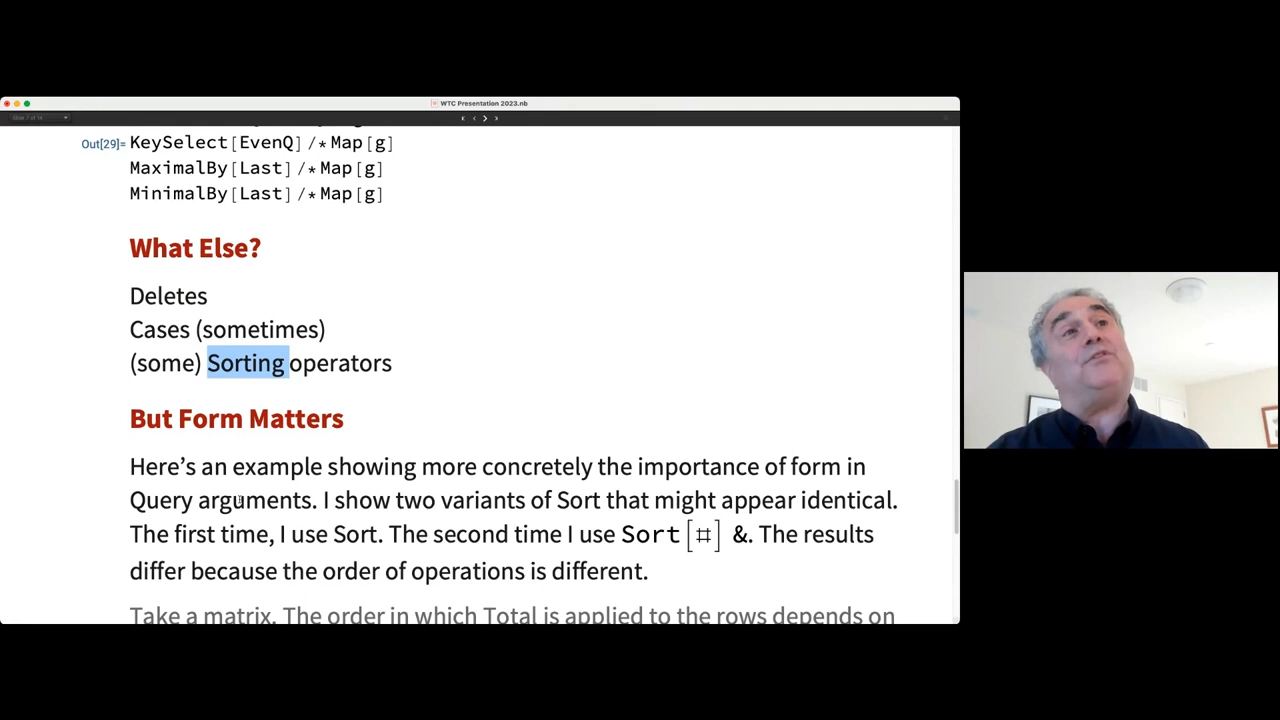 WTC Presentation 2023.nb
Slide 7 of 16
Out[29]= KeySelect[EvenQ] /* Map[g]
MaximalBy[Last] /* Map[g]
MinimalBy[Last] /* Map[g]
What Else?
Deletes
Cases (sometimes)
(some) Sorting operators
But Form Matters
Here’s an example showing more concretely the importance of form in
Query arguments. I show two variants of Sort that might appear identical.
The first time, I use Sort. The second time I use Sort[#] &. The results
differ because the order of operations is different.
Take a matrix. The order in which Total is applied to the rows depends on